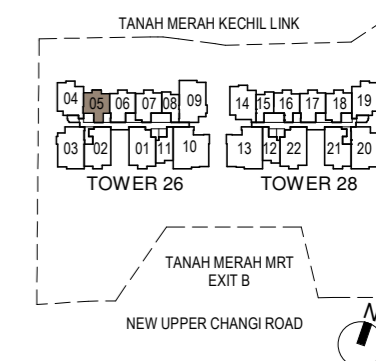 TANAH MERAH KECHIL LINK
04 05 06 07 08 09 14 15 16 17 18 19
03 02 01 11 10 13 12 22 21 20
TOWER 26 TOWER 28
TANAH MERAH MRT
EXIT B
NEW UPPER CHANGI ROAD
N